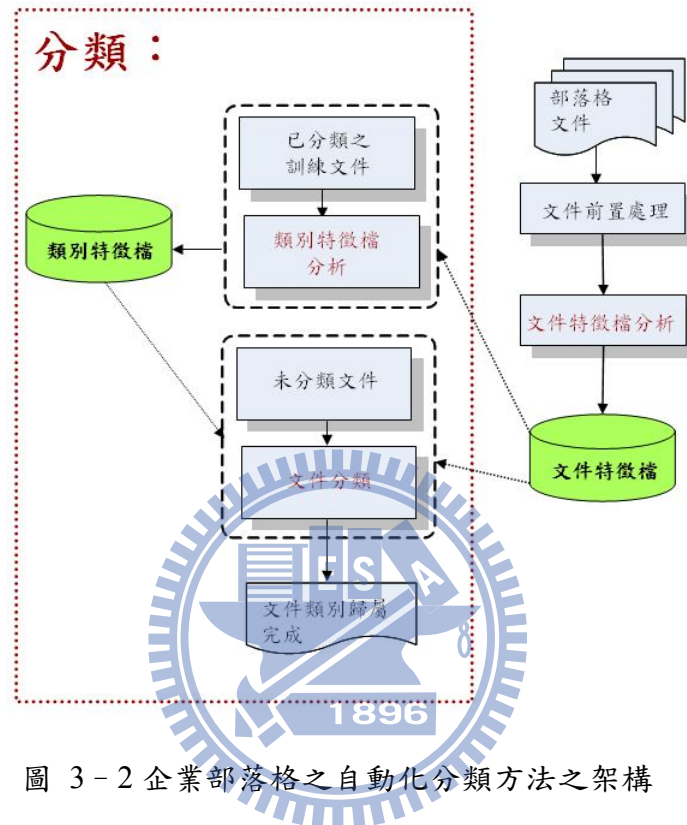 分類：
部落格
文件
已分類之
訓練文件
文件前置處理
類別特徵檔
類別特徵檔
分析
文件特徵檔分析
未分類文件
文件特徵檔
文件分類
ESA
文件類別歸屬
完成
1896
圖 3－2 企業部落格之自動化分類方法之架構